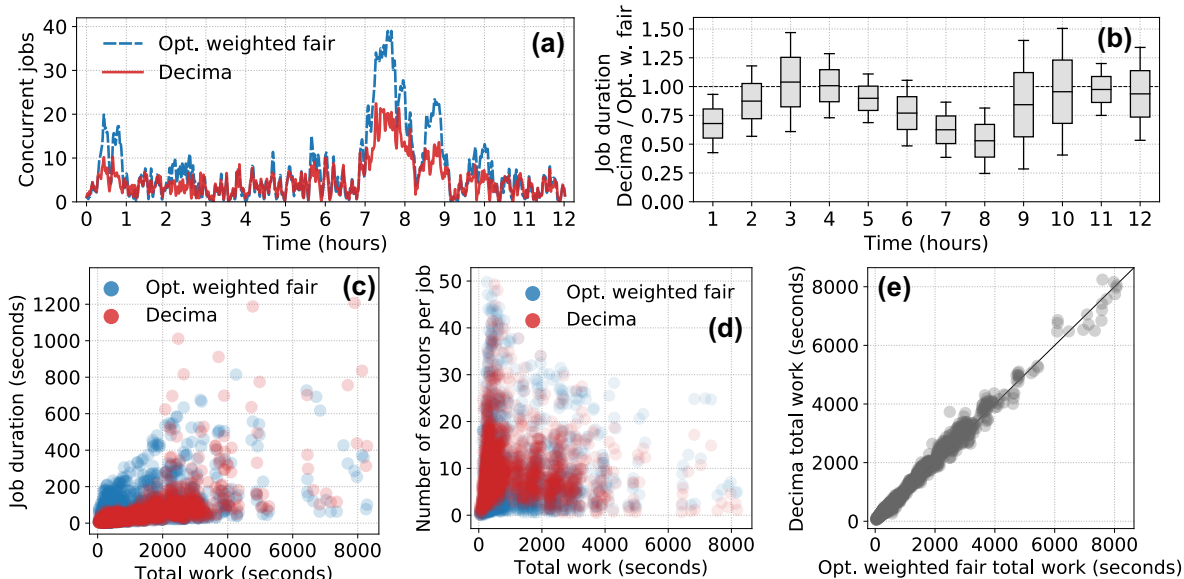 (a)
Opt. weighted fair
Decima
Concurrent jobs
40
30
20
10
0
0 1 2 3 4 5 6 7 8 9 10 11 12
Time (hours)
(b)
Job duration
Decima / Opt. w. fair
1.50
1.25
1.00
0.75
0.50
0.25
0.00
1 2 3 4 5 6 7 8 9 10 11 12
Time (hours)
(c)
Opt. weighted fair
Decima
Job duration (seconds)
1200
1000
800
600
400
200
0
0 2000 4000 6000 8000
Total work (seconds)
(d)
Opt. weighted fair
Decima
Number of executors per job
50
40
30
20
10
0
0 2000 4000 6000 8000
Total work (seconds)
(e)
Decima total work (seconds)
8000
6000
4000
2000
0
0 2000 4000 6000 8000
Opt. weighted fair total work (seconds)